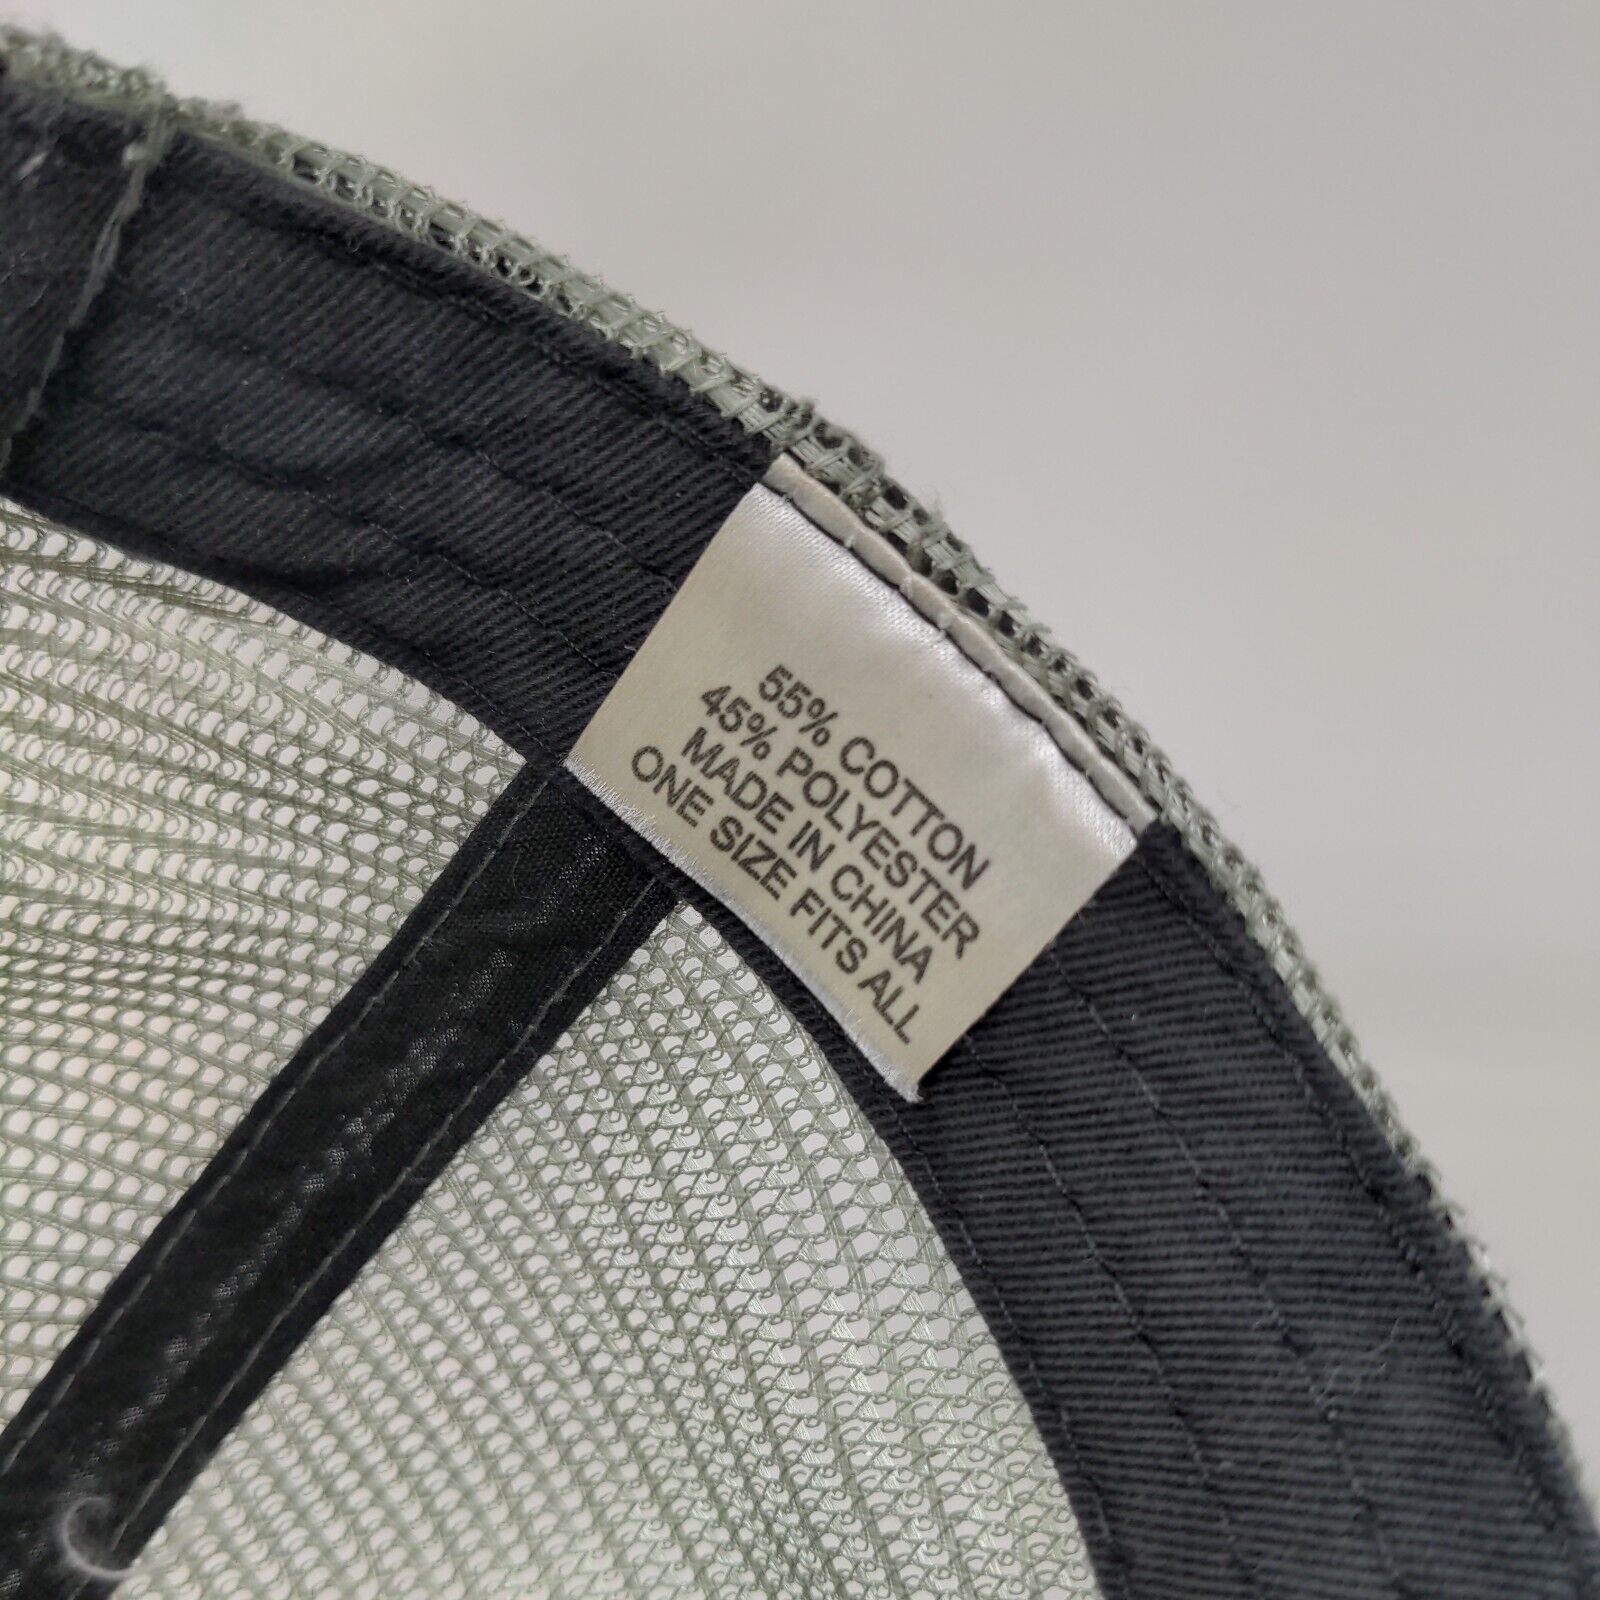 55% COTTON
45% POLYESTER
MADE IN CHINA
ONE SIZE FITS ALL